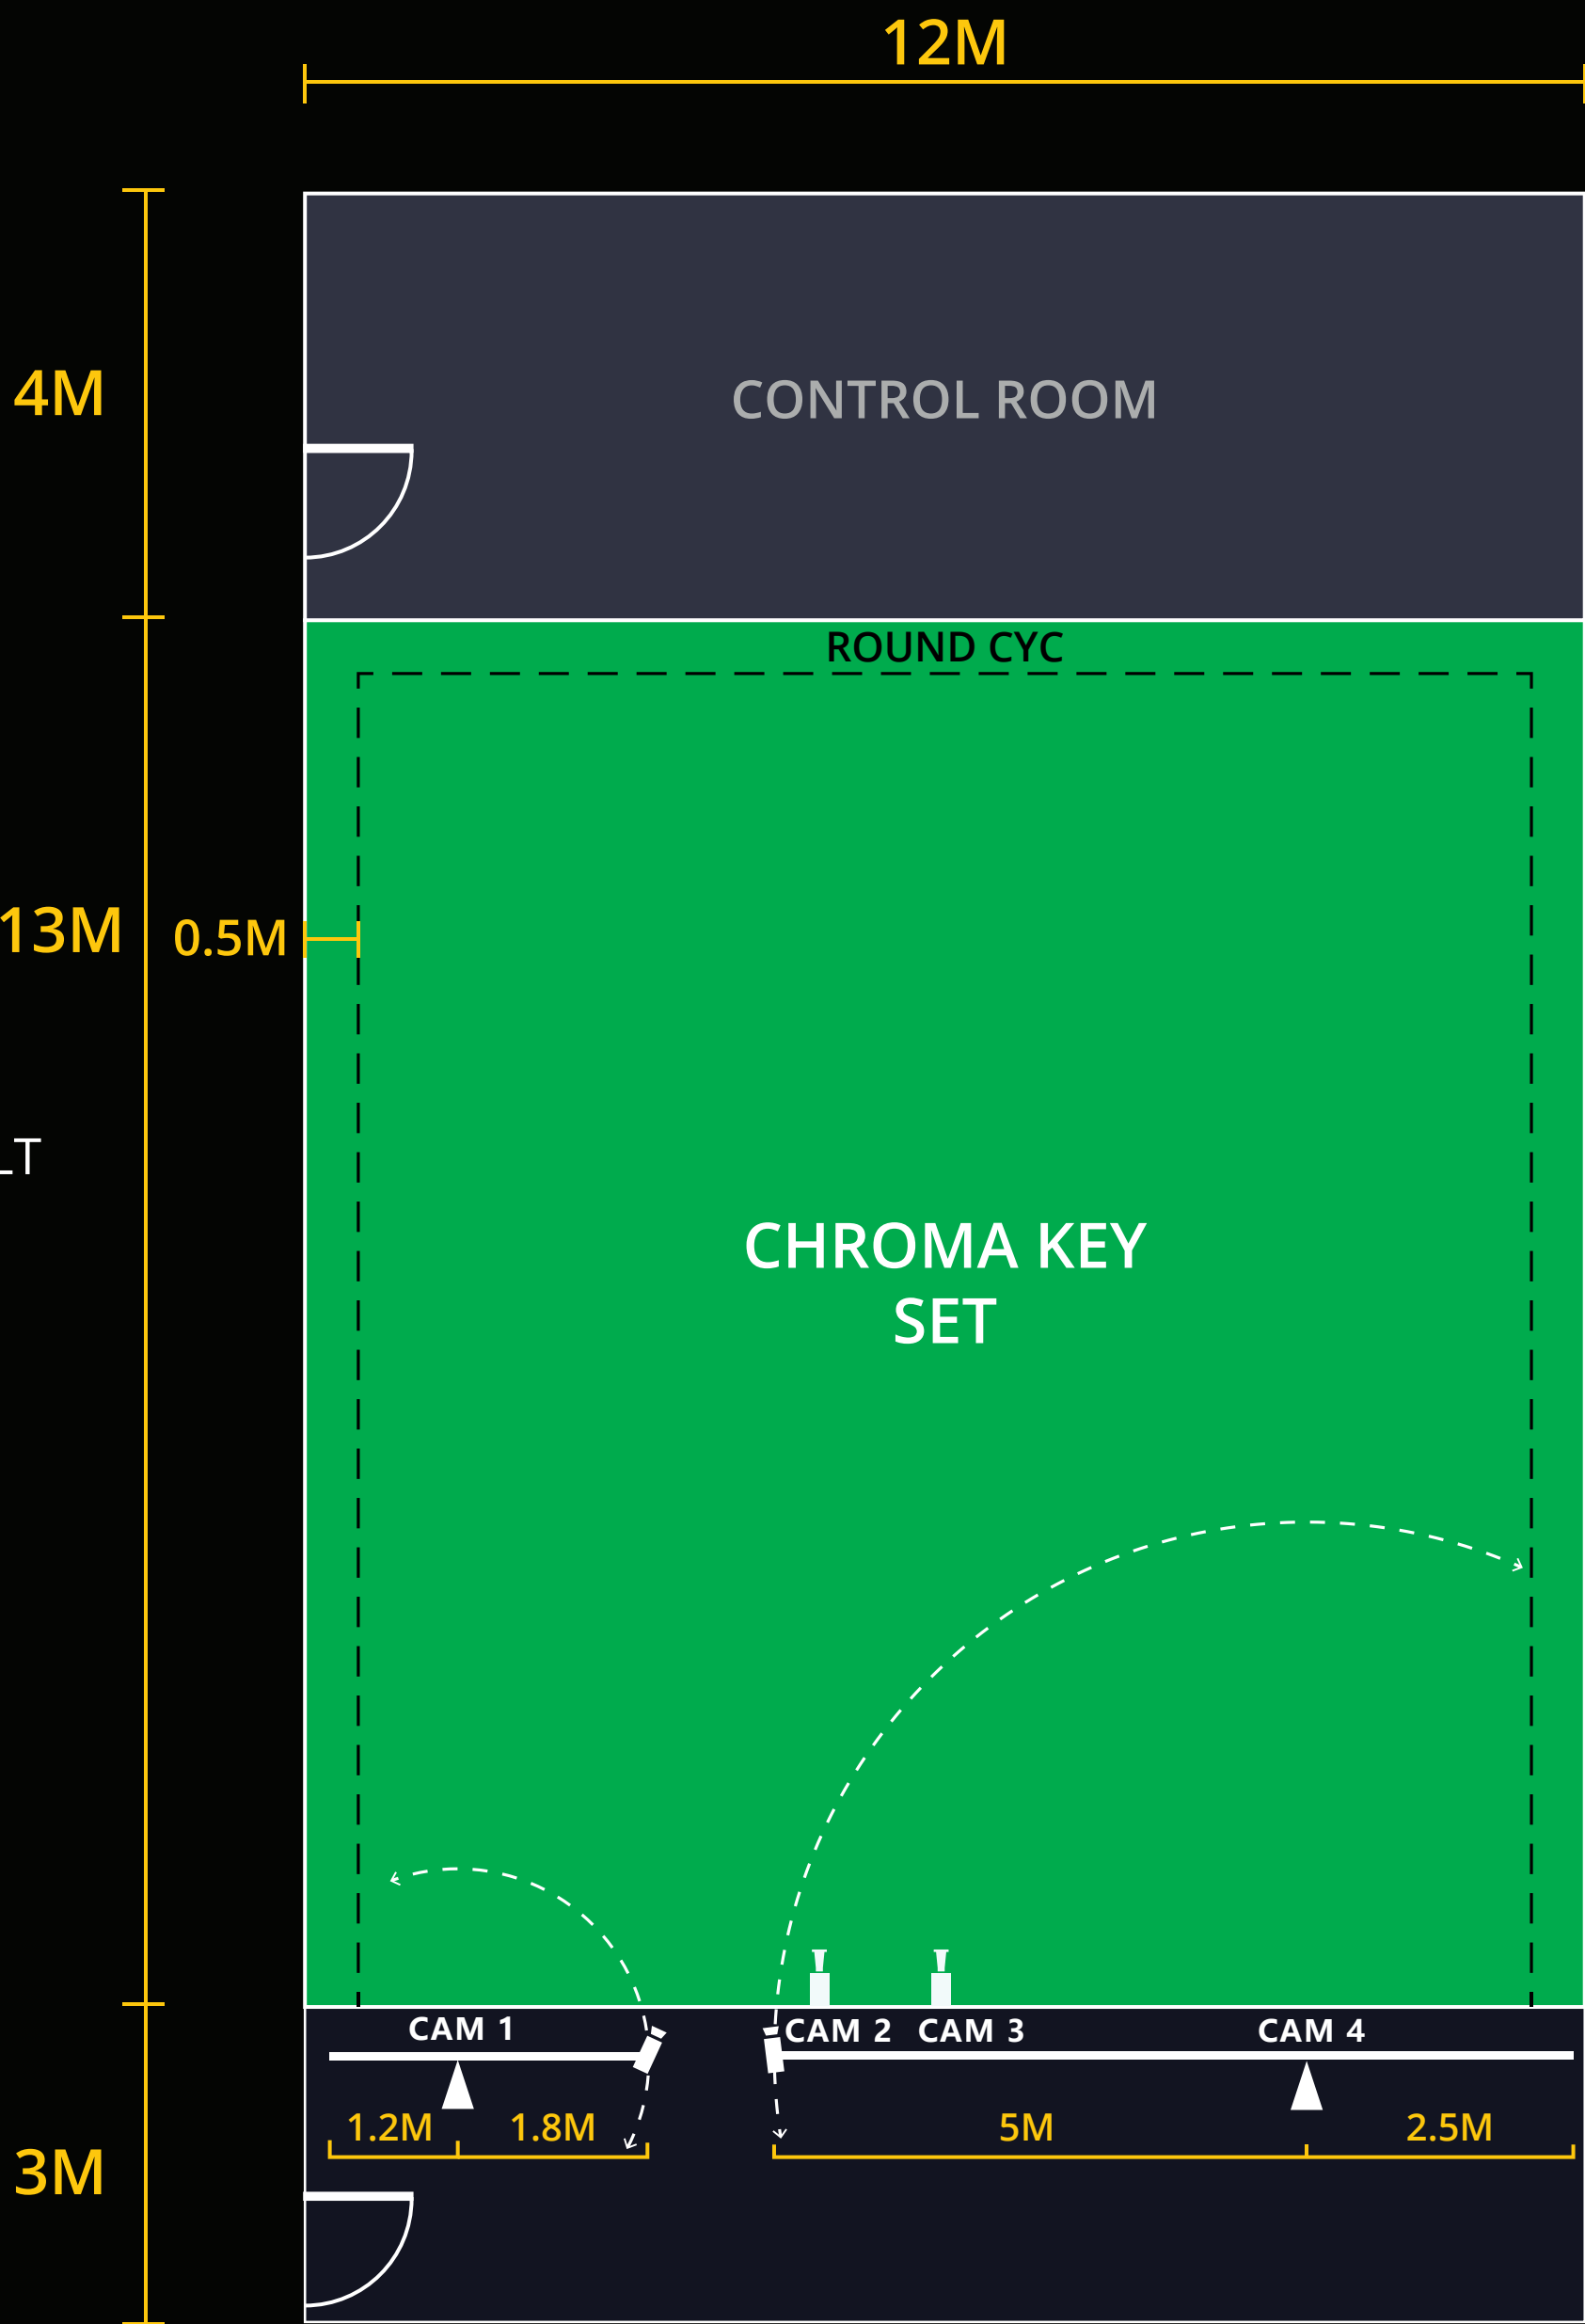 12M
4M
CONTROL ROOM
ROUND CYC
13M
0.5M
LT
CHROMA KEY
SET
CAM 1
CAM 2
CAM 3
CAM 4
1.2M
1.8M
5M
2.5M
3M